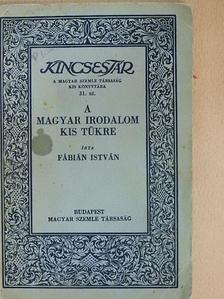 KINCSESTÁR
A MAGYAR SZEMLE TÁRSASÁG
KIS KÖNYVTÁRA
31. sz.
A
MAGYAR IRODALOM
KIS TÜKRE
írta
FÁBIÁN ISTVÁN
BUDAPEST
MAGYAR SZEMLE TÁRSASÁG